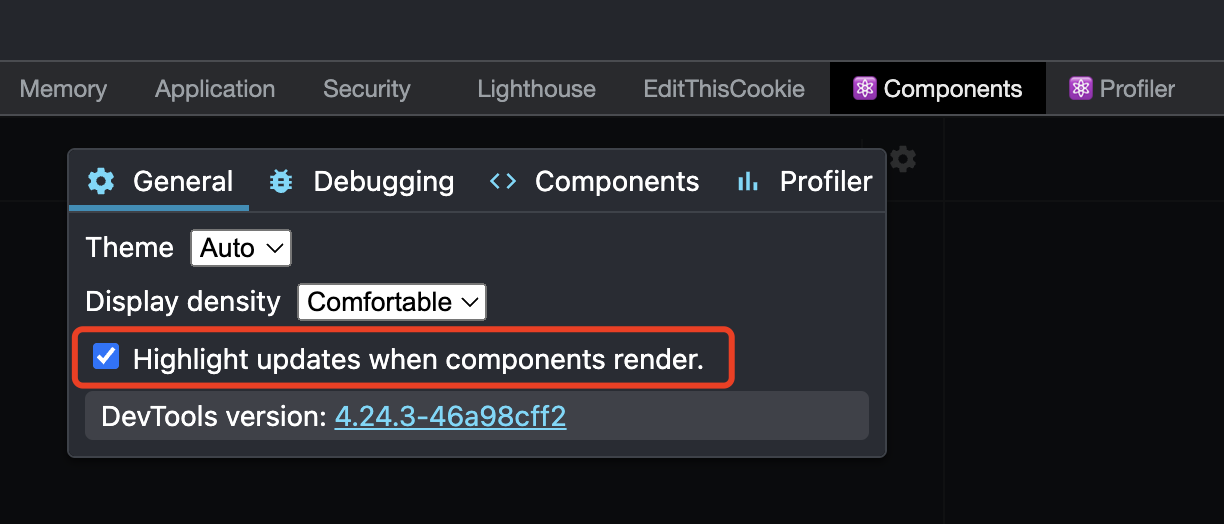 Memory Application Security Lighthouse EditThisCookie Components Profiler
General Debugging Components Profiler
Theme Auto
Display density Comfortable
Highlight updates when components render.
DevTools version: 4.24.3-46a98cff2